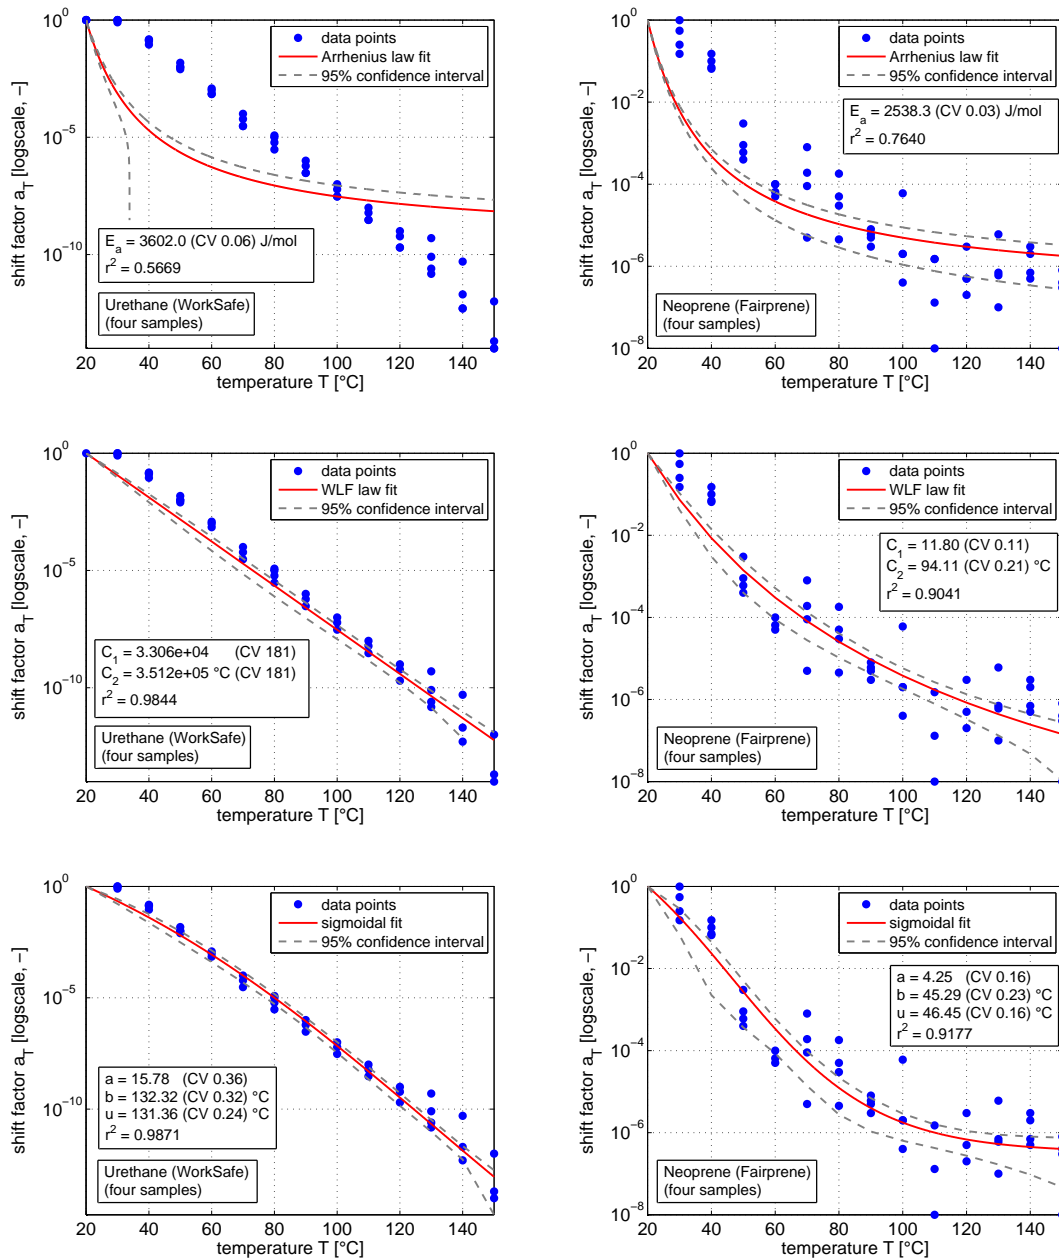 10^0
10^-5
10^-10
shift factor a_T [logscale, −]
data points
Arrhenius law fit
95% confidence interval
E_a = 3602.0 (CV 0.06) J/mol
r^2 = 0.5669
Urethane (WorkSafe)
(four samples)
20 40 60 80 100 120 140
temperature T [°C]
10^0
10^-2
10^-4
10^-6
10^-8
shift factor a_T [logscale, −]
data points
Arrhenius law fit
95% confidence interval
E_a = 2538.3 (CV 0.03) J/mol
r^2 = 0.7640
Neoprene (Fairprene)
(four samples)
20 40 60 80 100 120 140
temperature T [°C]
10^0
10^-5
10^-10
shift factor a_T [logscale, −]
data points
WLF law fit
95% confidence interval
C_1 = 3.306e+04 (CV 181)
C_2 = 3.512e+05 °C (CV 181)
r^2 = 0.9844
Urethane (WorkSafe)
(four samples)
20 40 60 80 100 120 140
temperature T [°C]
10^0
10^-2
10^-4
10^-6
10^-8
shift factor a_T [logscale, −]
data points
WLF law fit
95% confidence interval
C_1 = 11.80 (CV 0.11)
C_2 = 94.11 (CV 0.21) °C
r^2 = 0.9041
Neoprene (Fairprene)
(four samples)
20 40 60 80 100 120 140
temperature T [°C]
10^0
10^-5
10^-10
shift factor a_T [logscale, −]
data points
sigmoidal fit
95% confidence interval
a = 15.78 (CV 0.36)
b = 132.32 (CV 0.32) °C
u = 131.36 (CV 0.24) °C
r^2 = 0.9871
Urethane (WorkSafe)
(four samples)
20 40 60 80 100 120 140
temperature T [°C]
10^0
10^-2
10^-4
10^-6
10^-8
shift factor a_T [logscale, −]
data points
sigmoidal fit
95% confidence interval
a = 4.25 (CV 0.16)
b = 45.29 (CV 0.23) °C
u = 46.45 (CV 0.16) °C
r^2 = 0.9177
Neoprene (Fairprene)
(four samples)
20 40 60 80 100 120 140
temperature T [°C]